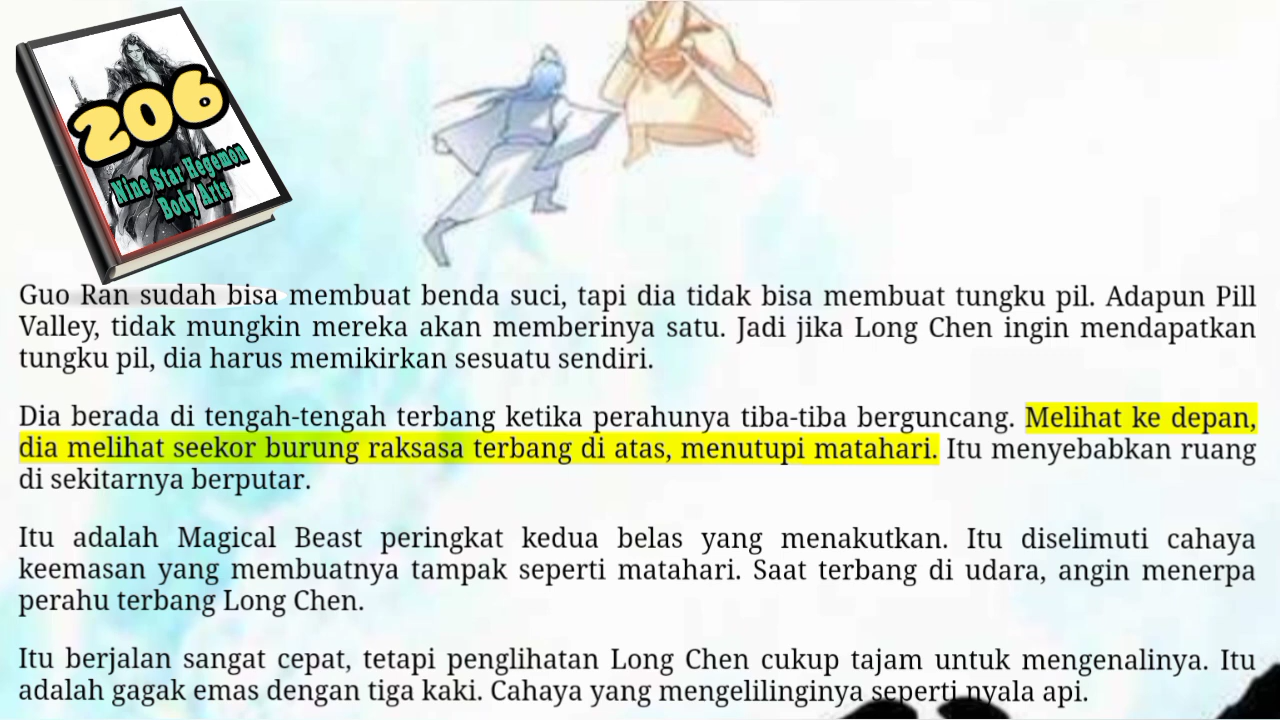 206
Nine Star Hegemon
Body Arts
Guo Ran sudah bisa membuat benda suci, tapi dia tidak bisa membuat tungku pil. Adapun Pill
Valley, tidak mungkin mereka akan memberinya satu. Jadi jika Long Chen ingin mendapatkan
tungku pil, dia harus memikirkan sesuatu sendiri.
Dia berada di tengah-tengah terbang ketika perahunya tiba-tiba berguncang. Melihat ke depan,
dia melihat seekor burung raksasa terbang di atas, menutupi matahari. Itu menyebabkan ruang
di sekitarnya berputar.
Itu adalah Magical Beast peringkat kedua belas yang menakutkan. Itu diselimuti cahaya
keemasan yang membuatnya tampak seperti matahari. Saat terbang di udara, angin menerpa
perahu terbang Long Chen.
Itu berjalan sangat cepat, tetapi penglihatan Long Chen cukup tajam untuk mengenalinya. Itu
adalah gagak emas dengan tiga kaki. Cahaya yang mengelilinginya seperti nyala api.